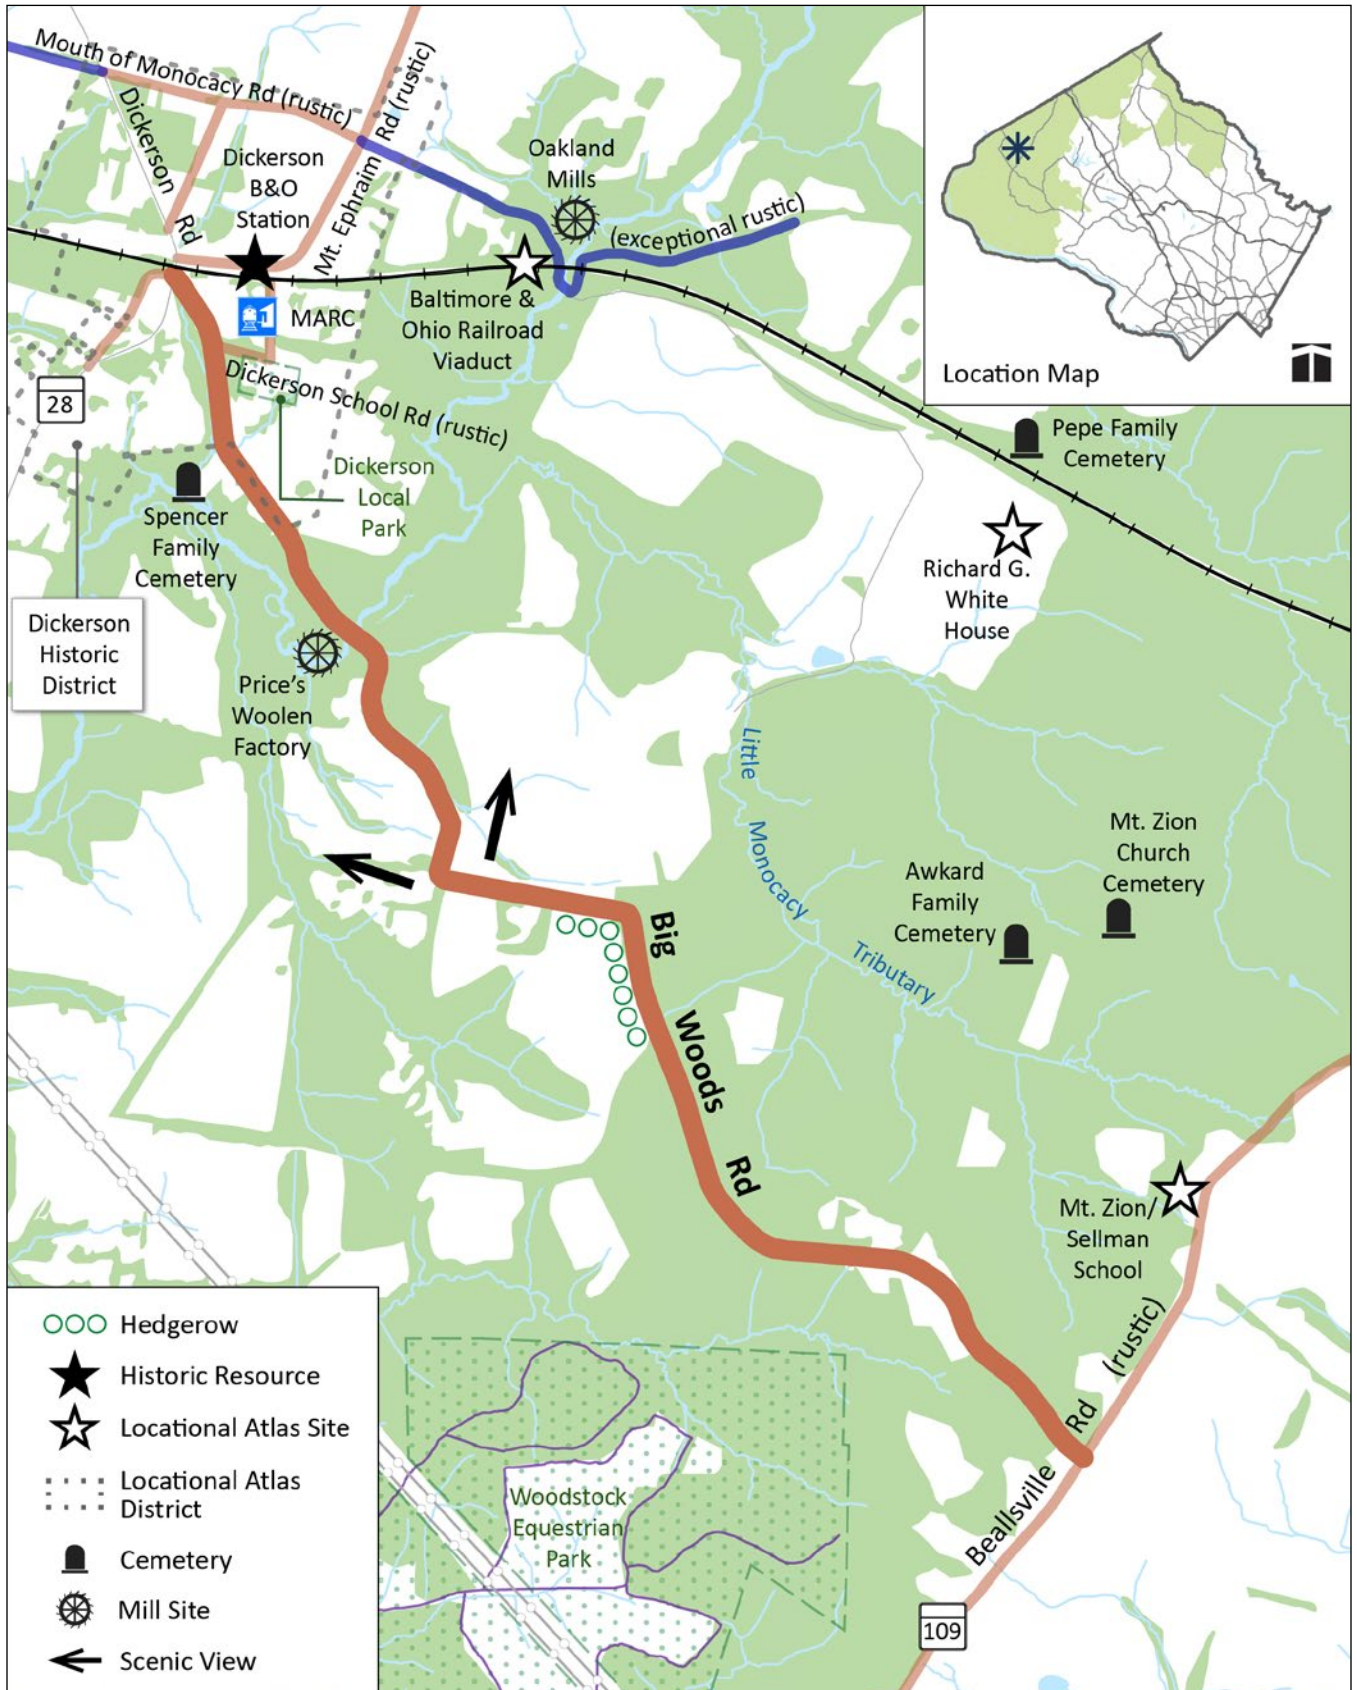 Mouth of Monocacy Rd (rustic)
Dickerson
Rd
Dickerson
B&O
Station
Mt. Ephraim
Rd (rustic)
Oakland
Mills
(exceptional rustic)
Baltimore &
Ohio Railroad
Viaduct
MARC
Location Map
28
Dickerson School Rd (rustic)
Dickerson
Local
Park
Pepe Family
Cemetery
Spencer
Family
Cemetery
Richard G.
White
House
Dickerson
Historic
District
Price's
Woolen
Factory
Little
Monocacy
Tributary
Mt. Zion
Church
Cemetery
Awkard
Family
Cemetery
Big
Woods
Rd
Mt. Zion/
Sellman
School
Beallsville
Rd
(rustic)
109
Woodstock
Equestrian
Park
Hedgerow
Historic Resource
Locational Atlas Site
Locational Atlas
District
Cemetery
Mill Site
Scenic View